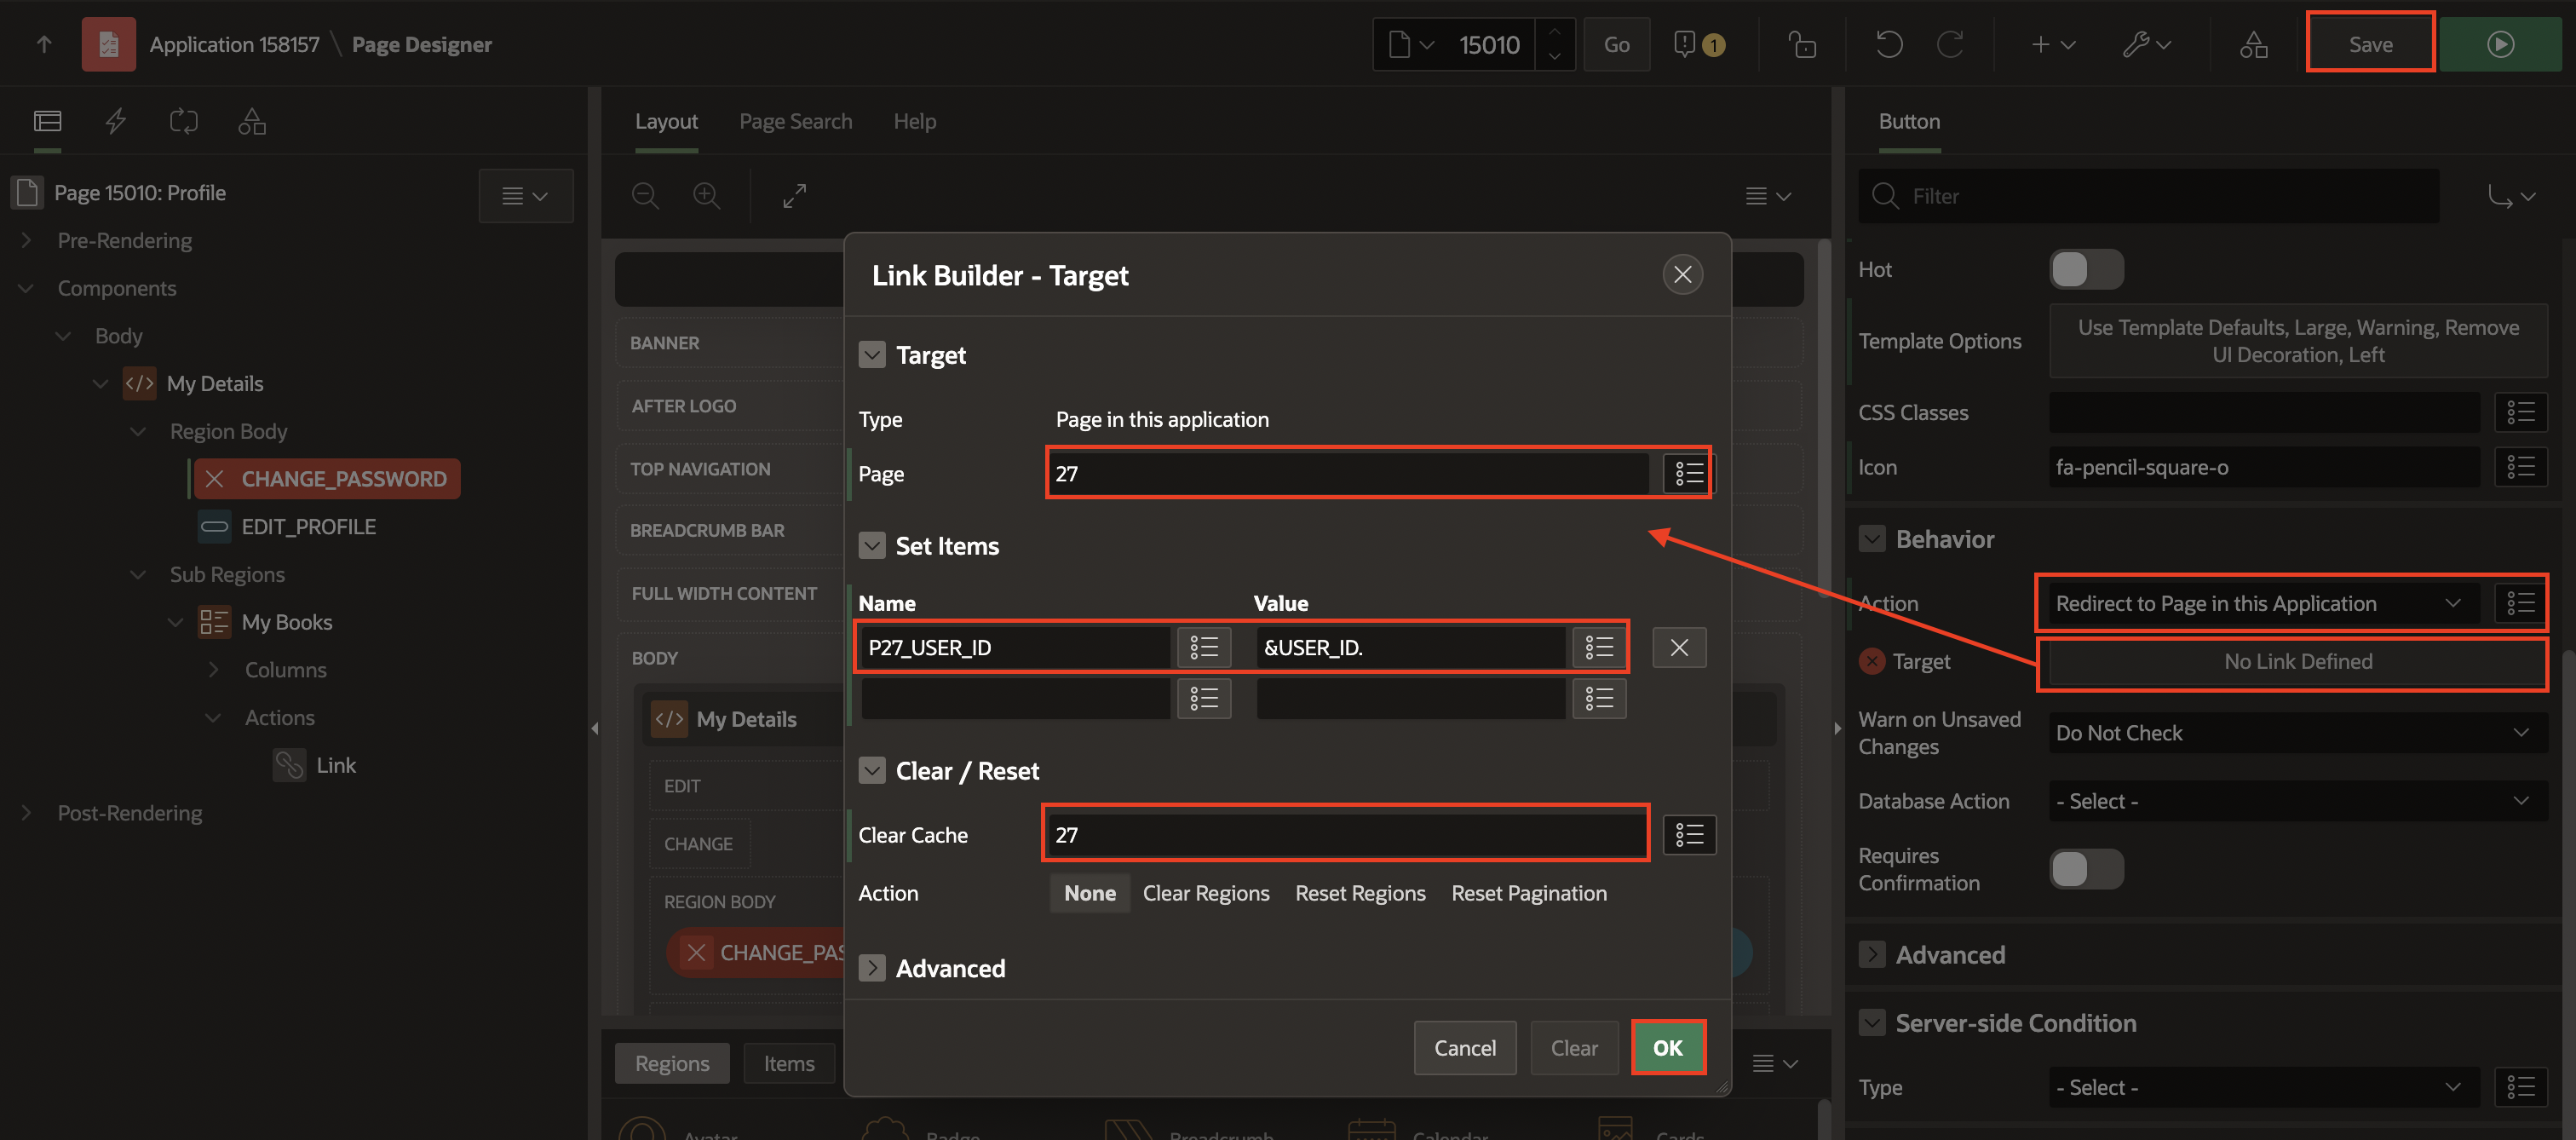 Application 158157 \ Page Designer
15010
Go
1
Save
Layout
Page Search
Help
Button
Page 15010: Profile
Pre-Rendering
Components
Body
My Details
Region Body
CHANGE_PASSWORD
EDIT_PROFILE
Sub Regions
My Books
Columns
Actions
Link
Post-Rendering
BANNER
AFTER LOGO
TOP NAVIGATION
BREADCRUMB BAR
FULL WIDTH CONTENT
BODY
My Details
EDIT
CHANGE
REGION BODY
CHANGE_PAS
Regions
Items
Avatar
Badge
Breadcrumb
Calendar
Cards
Link Builder - Target
Target
Type
Page in this application
Page
27
Set Items
Name
Value
P27_USER_ID
&USER_ID.
Clear / Reset
Clear Cache
27
Action
None
Clear Regions
Reset Regions
Reset Pagination
Advanced
Cancel
Clear
OK
Filter
Hot
Template Options
Use Template Defaults, Large, Warning, Remove
UI Decoration, Left
CSS Classes
Icon
fa-pencil-square-o
Behavior
Action
Redirect to Page in this Application
Target
No Link Defined
Warn on Unsaved
Changes
Do Not Check
Database Action
- Select -
Requires
Confirmation
Advanced
Server-side Condition
Type
- Select -